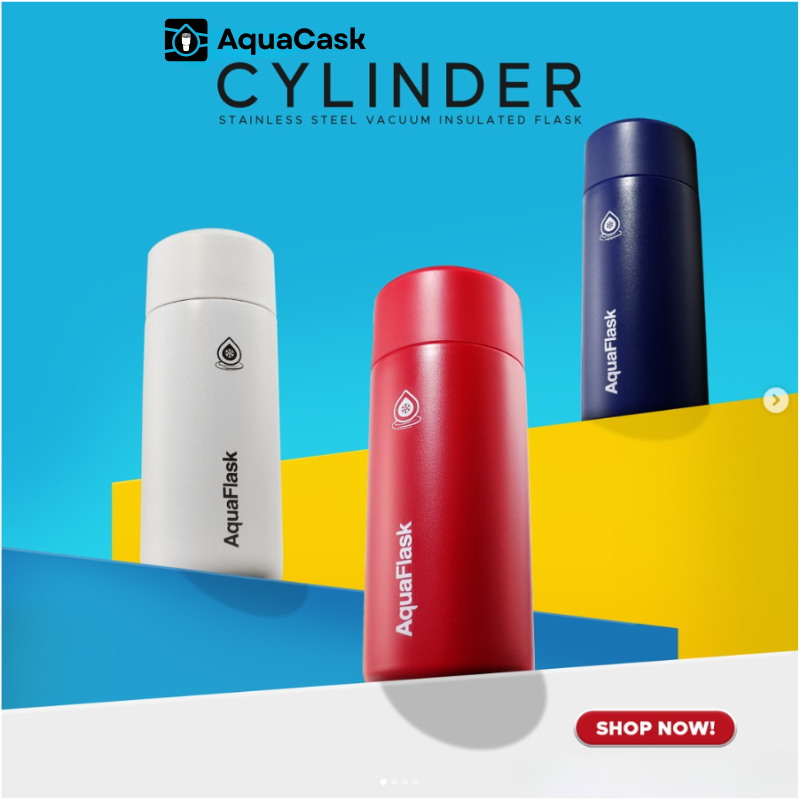 AquaCask
CYLINDER
STAINLESS STEEL VACUUM INSULATED FLASK
AquaFlask
AquaFlask
AquaFlask
SHOP NOW!